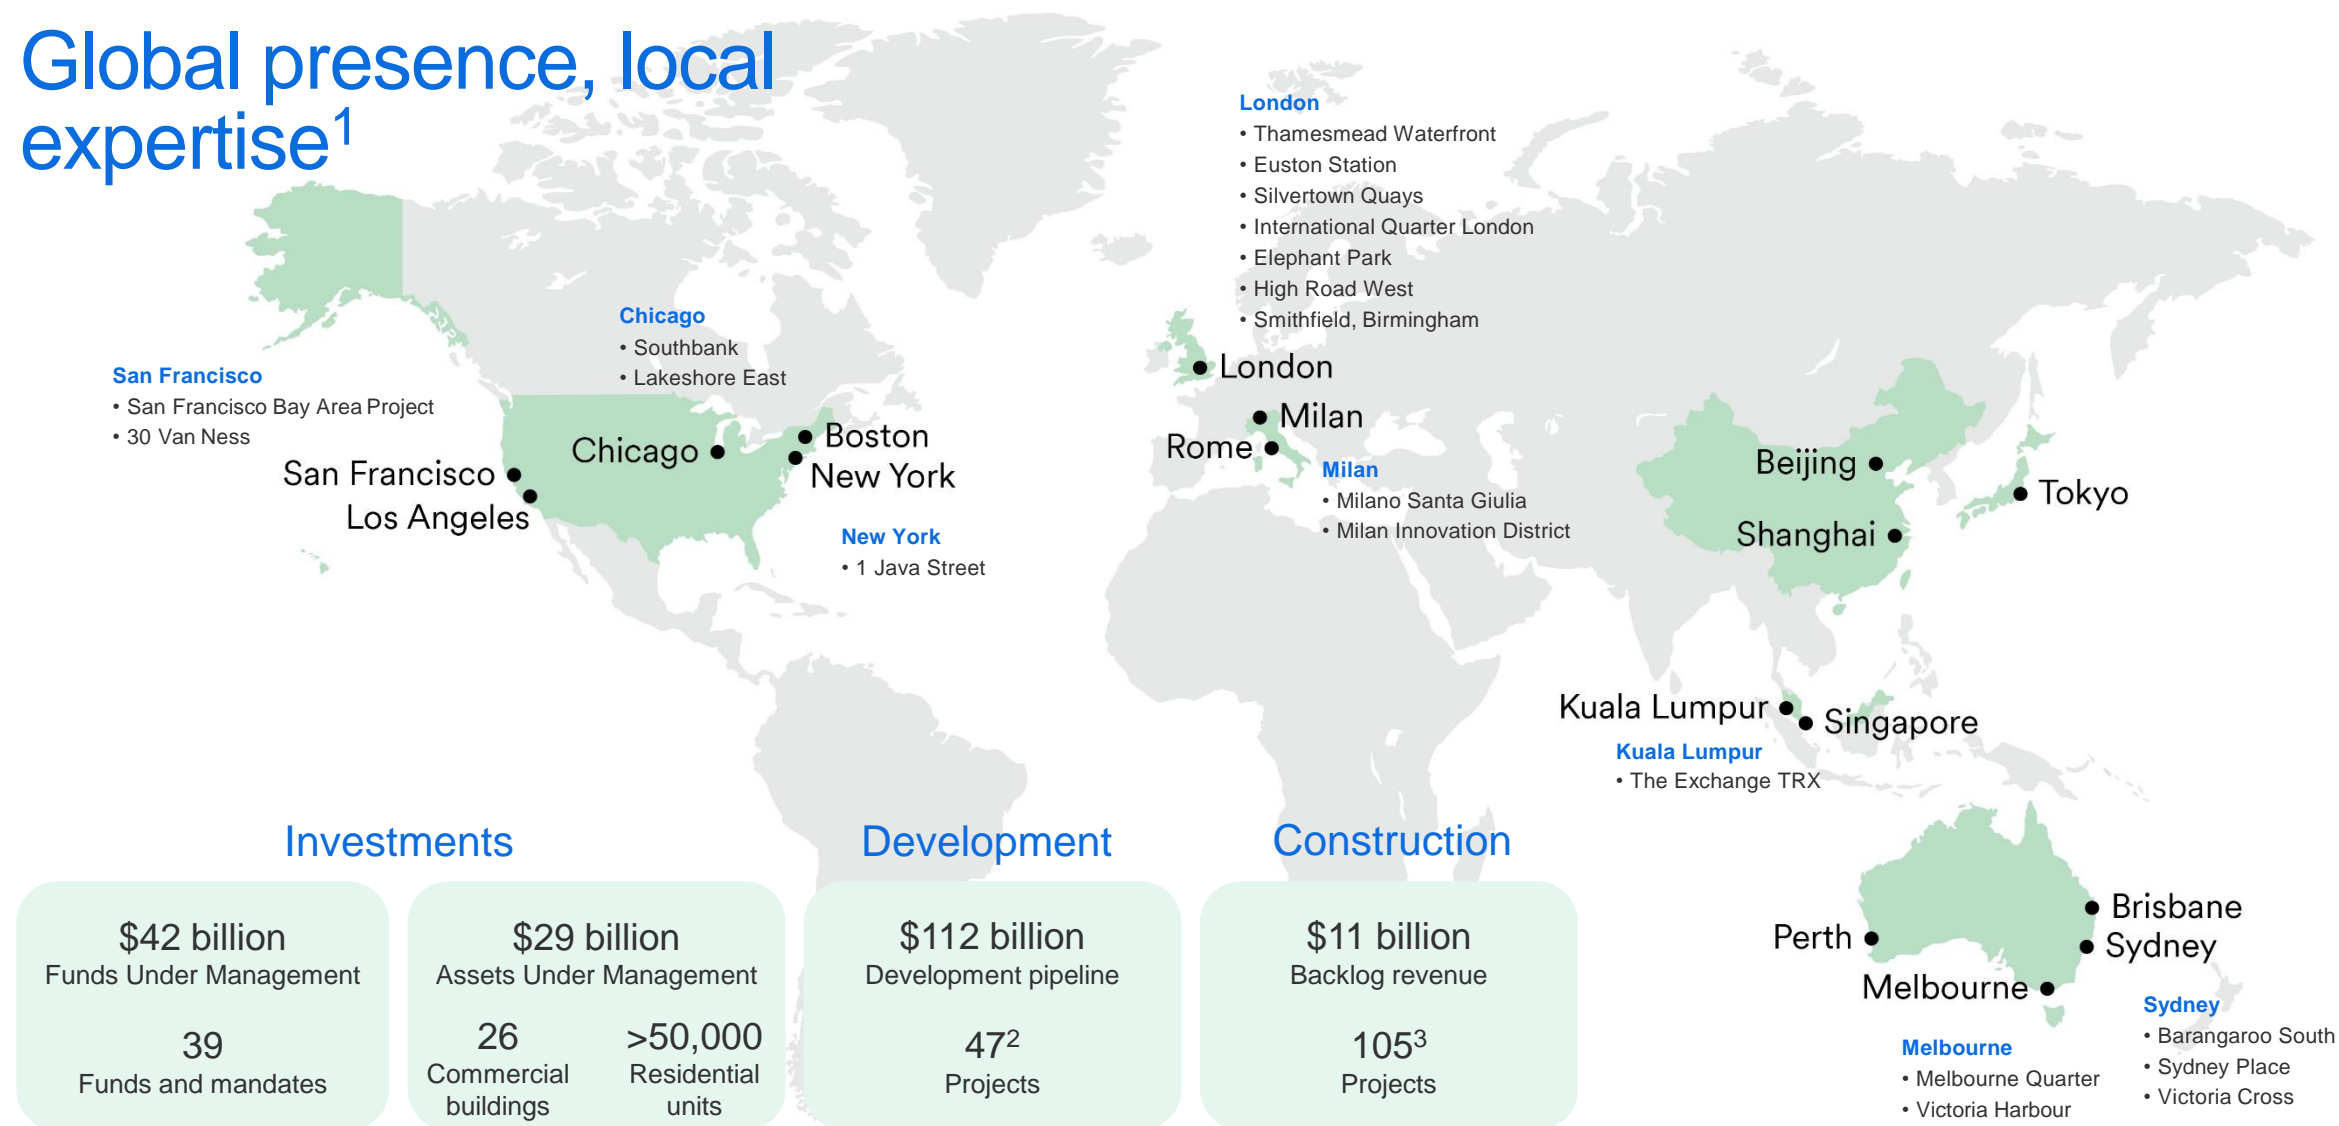 Global presence, local
expertise¹
London
• Thamesmead Waterfront
• Euston Station
• Silvertown Quays
• International Quarter London
• Elephant Park
• High Road West
• Smithfield, Birmingham
Chicago
• Southbank
• Lakeshore East
San Francisco
• San Francisco Bay Area Project
• 30 Van Ness
London
Milan
Rome
Boston
Chicago
New York
San Francisco
Los Angeles
Beijing
Tokyo
Shanghai
Milan
• Milano Santa Giulia
• Milan Innovation District
New York
• 1 Java Street
Kuala Lumpur
Singapore
Kuala Lumpur
• The Exchange TRX
Brisbane
Perth
Sydney
Melbourne
Sydney
• Barangaroo South
• Sydney Place
• Victoria Cross
Melbourne
• Melbourne Quarter
• Victoria Harbour
Investments
$42 billion
Funds Under Management
39
Funds and mandates
$29 billion
Assets Under Management
26
Commercial
buildings
>50,000
Residential
units
Development
$112 billion
Development pipeline
47²
Projects
Construction
$11 billion
Backlog revenue
105³
Projects